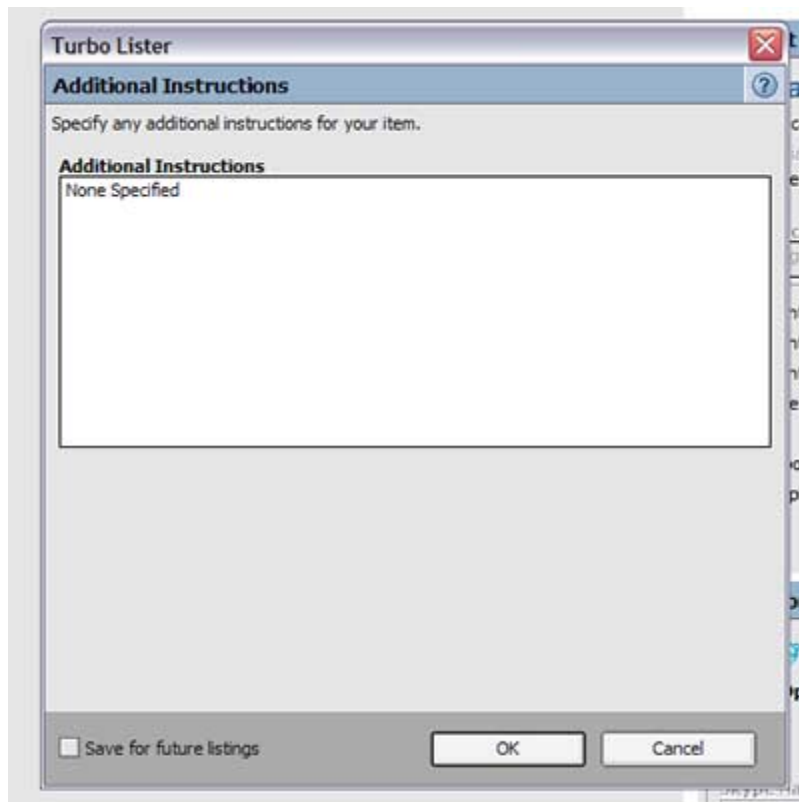 Turbo Lister
Additional Instructions
Specify any additional instructions for your item.
Additional Instructions
None Specified
Save for future listings
OK
Cancel